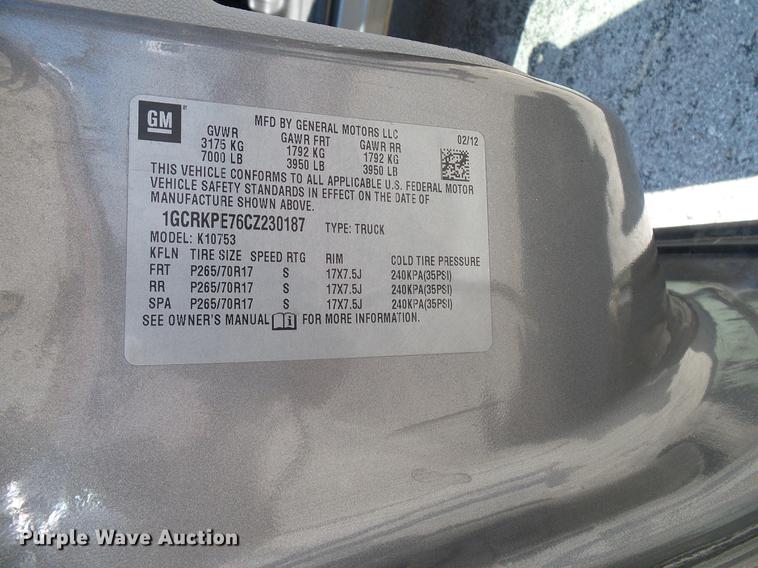 GM
MFD BY GENERAL MOTORS LLC
02/12
GVWR GAWR FRT GAWR RR
3175 KG 1792 KG 1792 KG
7000 LB 3950 LB 3950 LB
THIS VEHICLE CONFORMS TO ALL APPLICABLE U.S. FEDERAL MOTOR
VEHICLE SAFETY STANDARDS IN EFFECT ON THE DATE OF
MANUFACTURE SHOWN ABOVE.
1GCRKPE76CZ230187 TYPE: TRUCK
MODEL: K10753
KFLN TIRE SIZE SPEED RTG RIM COLD TIRE PRESSURE
FRT P265/70R17 S 17X7.5J 240KPA(35PSI)
RR P265/70R17 S 17X7.5J 240KPA(35PSI)
SPA P265/70R17 S 17X7.5J 240KPA(35PSI)
SEE OWNER'S MANUAL FOR MORE INFORMATION.
Purple Wave Auction